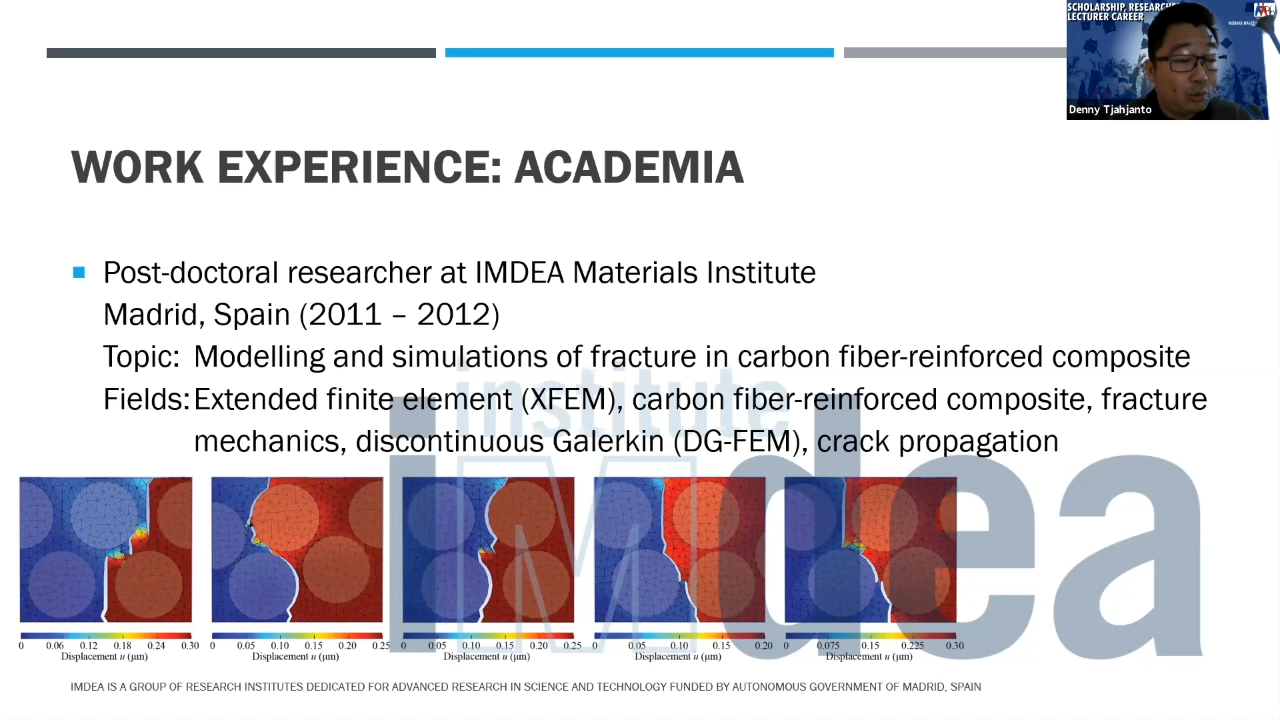 SCHOLARSHIP, RESEARCHE
LECTURER CAREER
Denny Tjahjanto
WORK EXPERIENCE: ACADEMIA
Post-doctoral researcher at IMDEA Materials Institute
Madrid, Spain (2011 – 2012)
Topic: Modelling and simulations of fracture in carbon fiber-reinforced composite
Fields: Extended finite element (XFEM), carbon fiber-reinforced composite, fracture
mechanics, discontinuous Galerkin (DG-FEM), crack propagation
institute
imdea
0 0.06 0.12 0.18 0.24 0.30
Displacement u (µm)
0 0.05 0.10 0.15 0.20 0.25
Displacement u (µm)
0 0.05 0.10 0.15 0.20 0.25
Displacement u (µm)
0 0.05 0.10 0.15 0.20
Displacement u (µm)
0 0.075 0.15 0.225 0.30
Displacement u (µm)
IMDEA IS A GROUP OF RESEARCH INSTITUTES DEDICATED FOR ADVANCED RESEARCH IN SCIENCE AND TECHNOLOGY FUNDED BY AUTONOMOUS GOVERNMENT OF MADRID, SPAIN